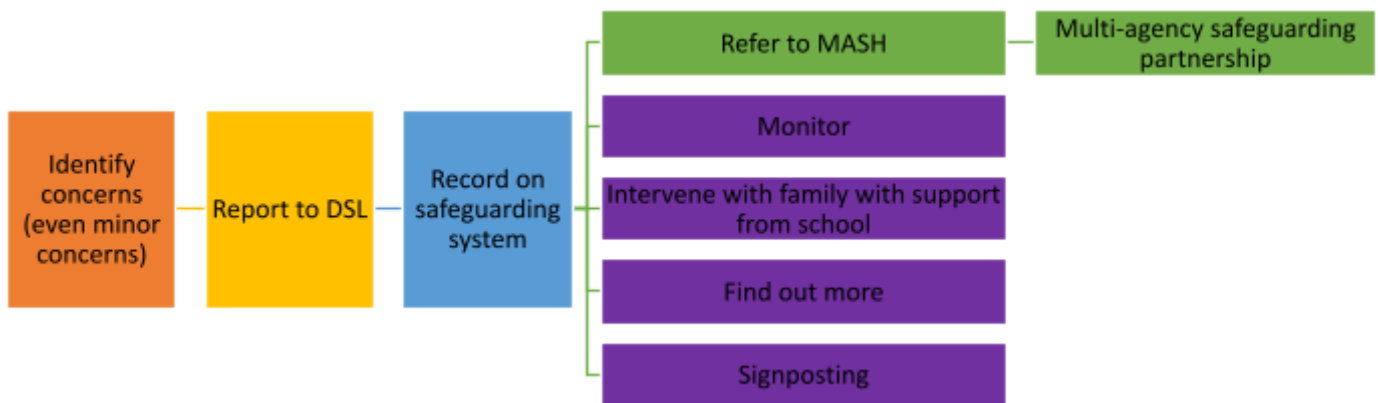 Identify
concerns
(even minor
concerns)
Report to DSL
Record on
safeguarding
system
Refer to MASH
Multi-agency safeguarding
partnership
Monitor
Intervene with family with support
from school
Find out more
Signposting